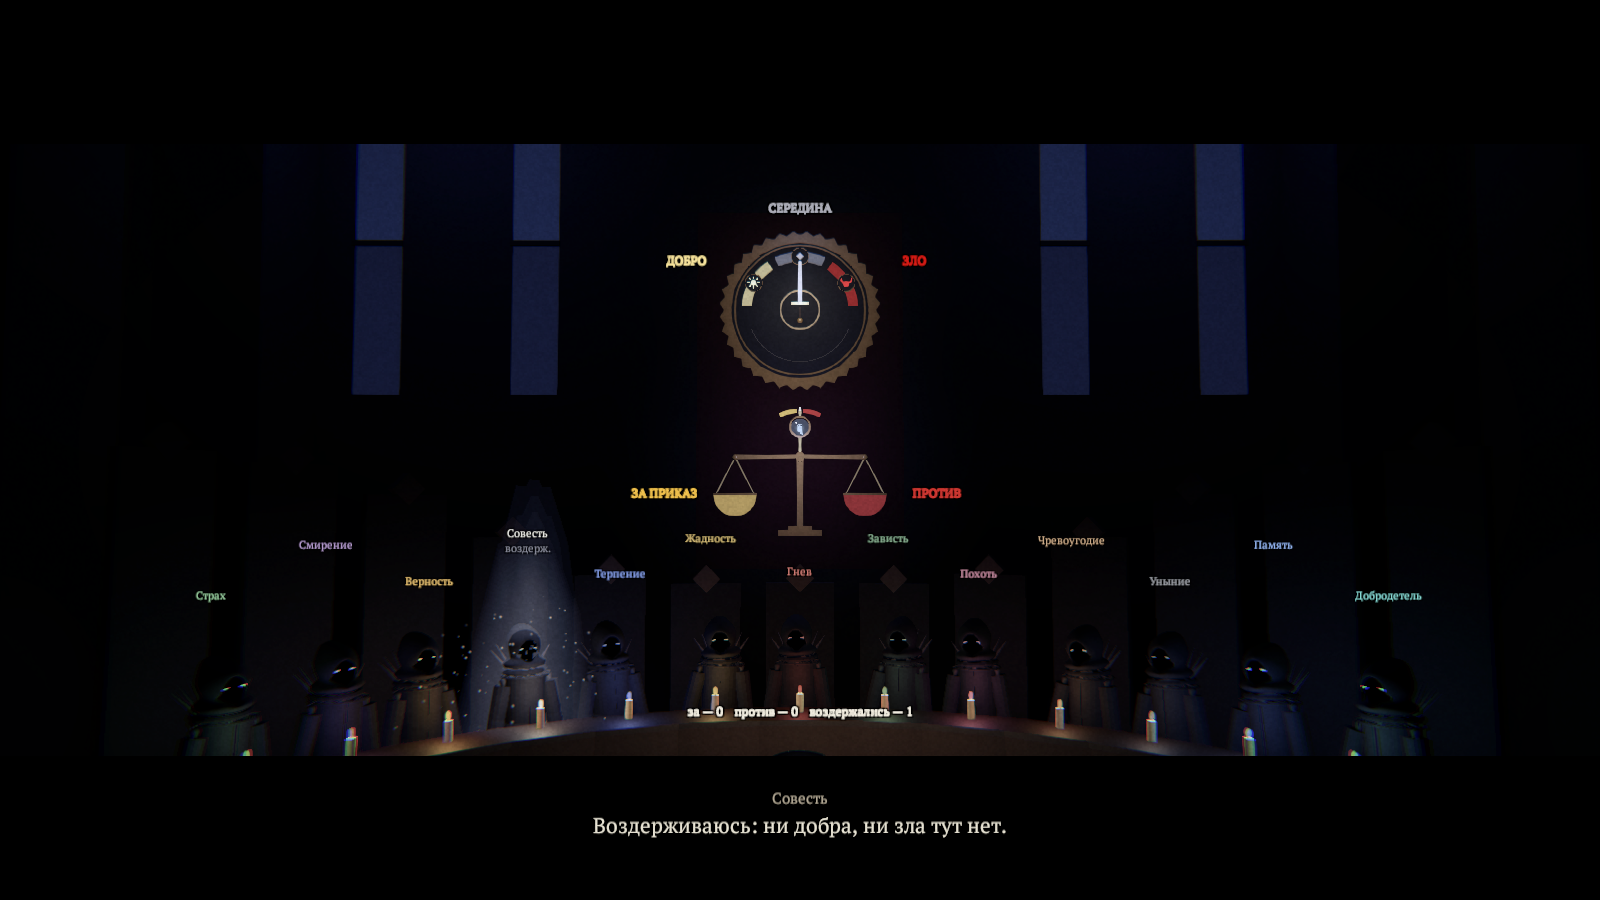 СЕРЕДИНА
ДОБРО
ЗЛО
ЗА ПРИКАЗ
ПРОТИВ
Совесть
воздерж.
Жадность
Зависть
Чревоугодие
Смирение
Память
Гнев
Терпение
Похоть
Верность
Уныние
Страх
Добродетель
за — 0 против — 0 воздержались — 1
Совесть
Воздерживаюсь: ни добра, ни зла тут нет.